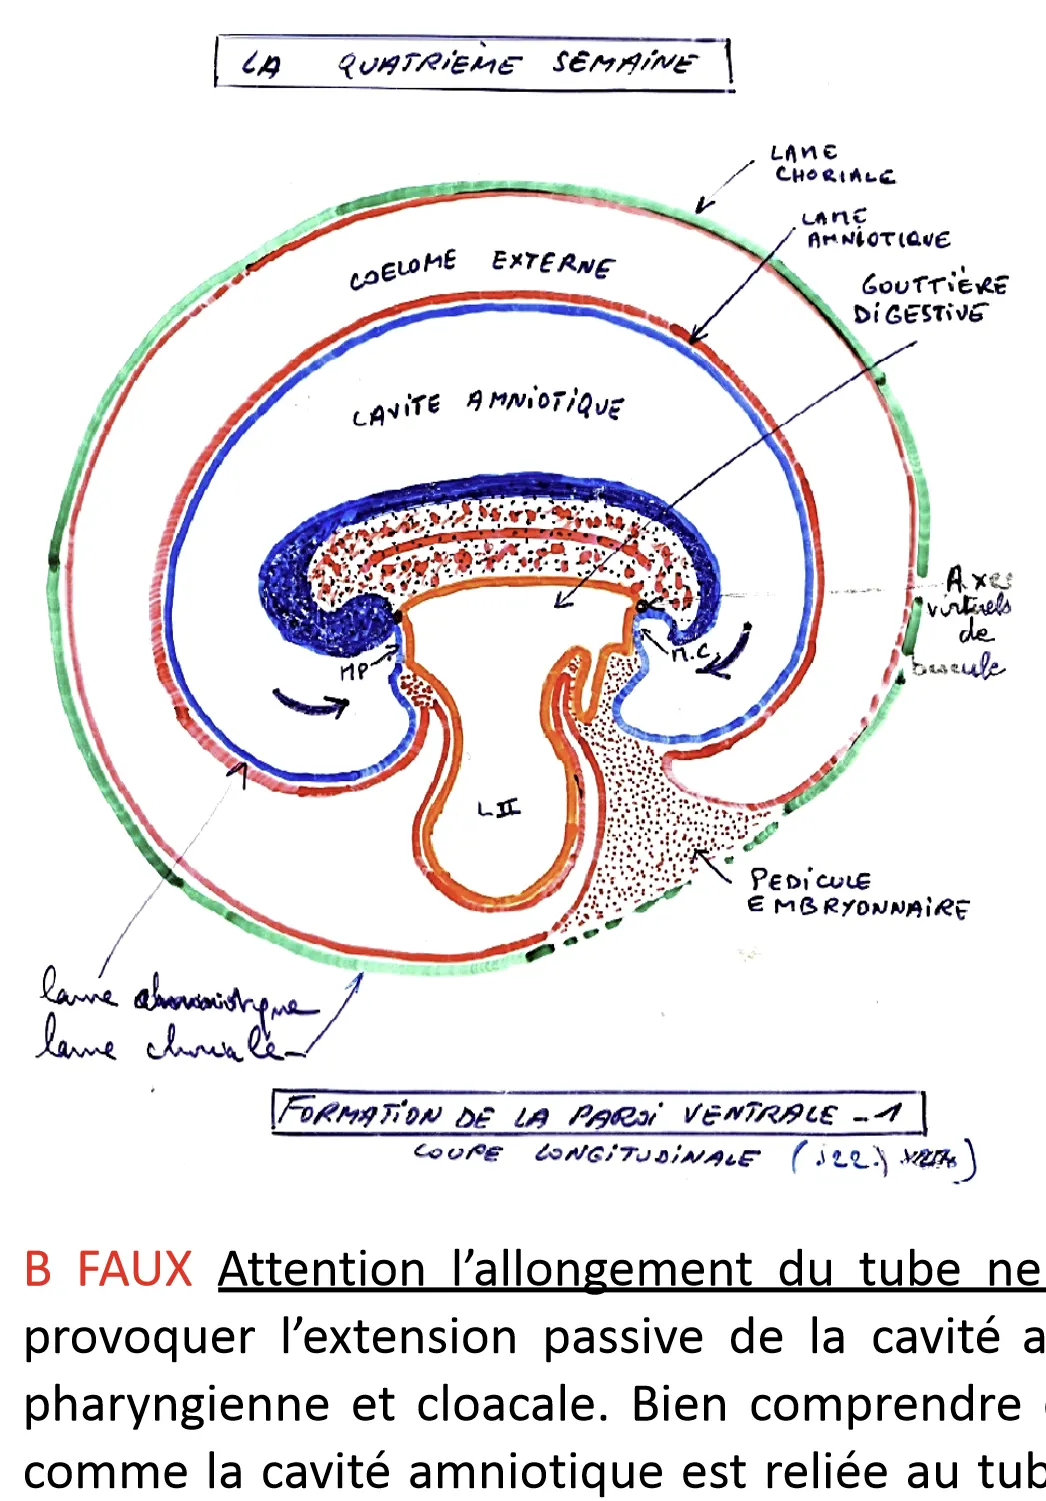 LA QUATRIÈME SEMAINE
LAME
CHORIALE
LAME
AMNIOTIQUE
GOUTTIÈRE
DIGESTIVE
COELOME EXTERNE
CAVITE AMNIOTIQUE
Axes
virtuels
de
bascule
MP
M.C.
LII
PEDICULE
EMBRYONNAIRE
lame amniotique
lame choriale
FORMATION DE LA PAROI VENTRALE - 1
COUPE LONGITUDINALE (J22)
B FAUX Attention l’allongement du tube ne
provoquer l’extension passive de la cavité a
pharyngienne et cloacale. Bien comprendre
comme la cavité amniotique est reliée au tub